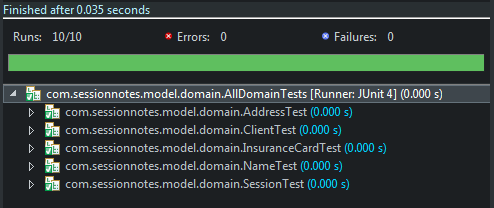 Finished after 0.035 seconds
Runs: 10/10 Errors: 0 Failures: 0
com.sessionnotes.model.domain.AllDomainTests [Runner: JUnit 4] (0.000 s)
com.sessionnotes.model.domain.AddressTest (0.000 s)
com.sessionnotes.model.domain.ClientTest (0.000 s)
com.sessionnotes.model.domain.InsuranceCardTest (0.000 s)
com.sessionnotes.model.domain.NameTest (0.000 s)
com.sessionnotes.model.domain.SessionTest (0.000 s)